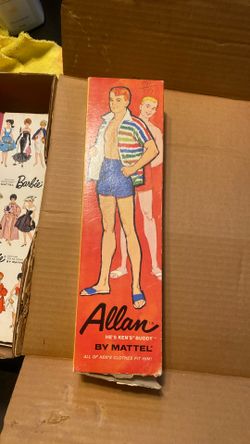 Barbie
Allan
HE'S KEN'S BUDDY
BY MATTEL
ALL OF KEN'S CLOTHES FIT HIM!